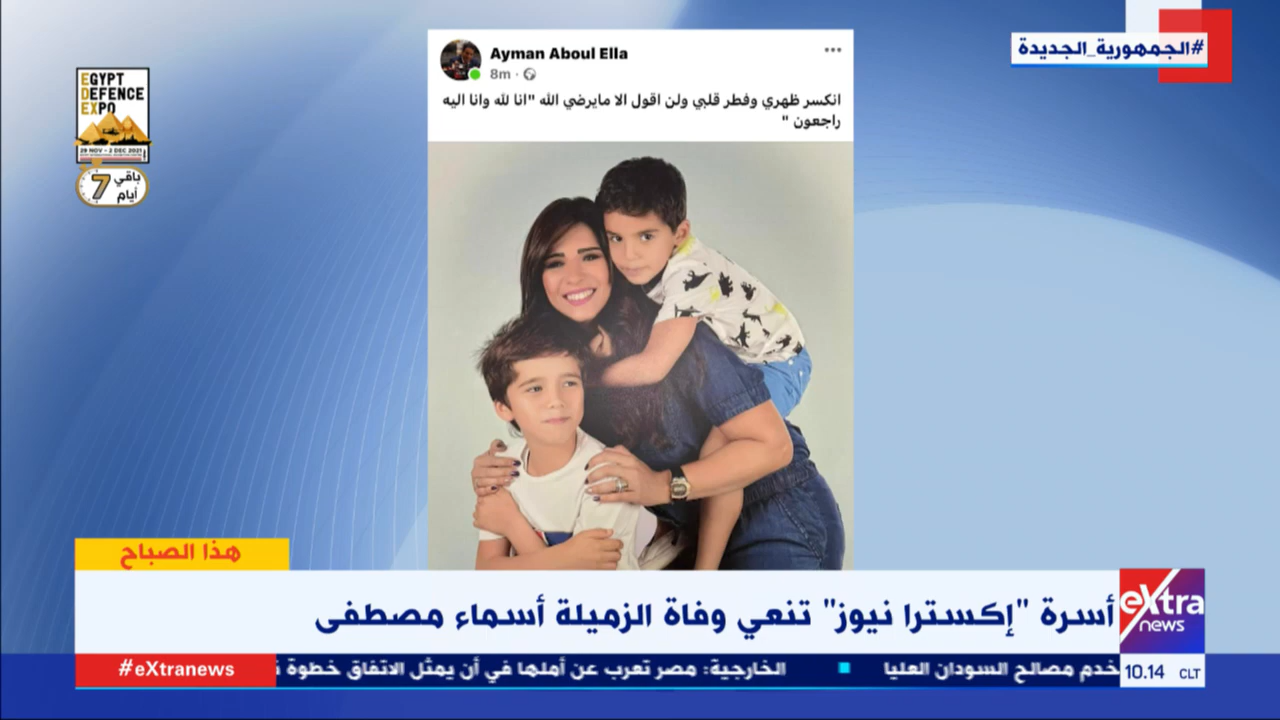 #الجمهورية_الجديدة
EGYPT
DEFENCE
EXPO
29 NOV - 2 DEC 2021
باقي
7
أيام
Ayman Aboul Ella
8m ·
انكسر ظهري وفطر قلبي ولن اقول الا مايرضي الله "انا لله وانا اليه
راجعون "
هذا الصباح
أسرة "إكسترا نيوز" تنعي وفاة الزميلة أسماء مصطفى
eXtra
news
#eXtranews
خدم مصالح السودان العليا
الخارجية: مصر تعرب عن أملها في أن يمثل الاتفاق خطوة
10.14 CLT